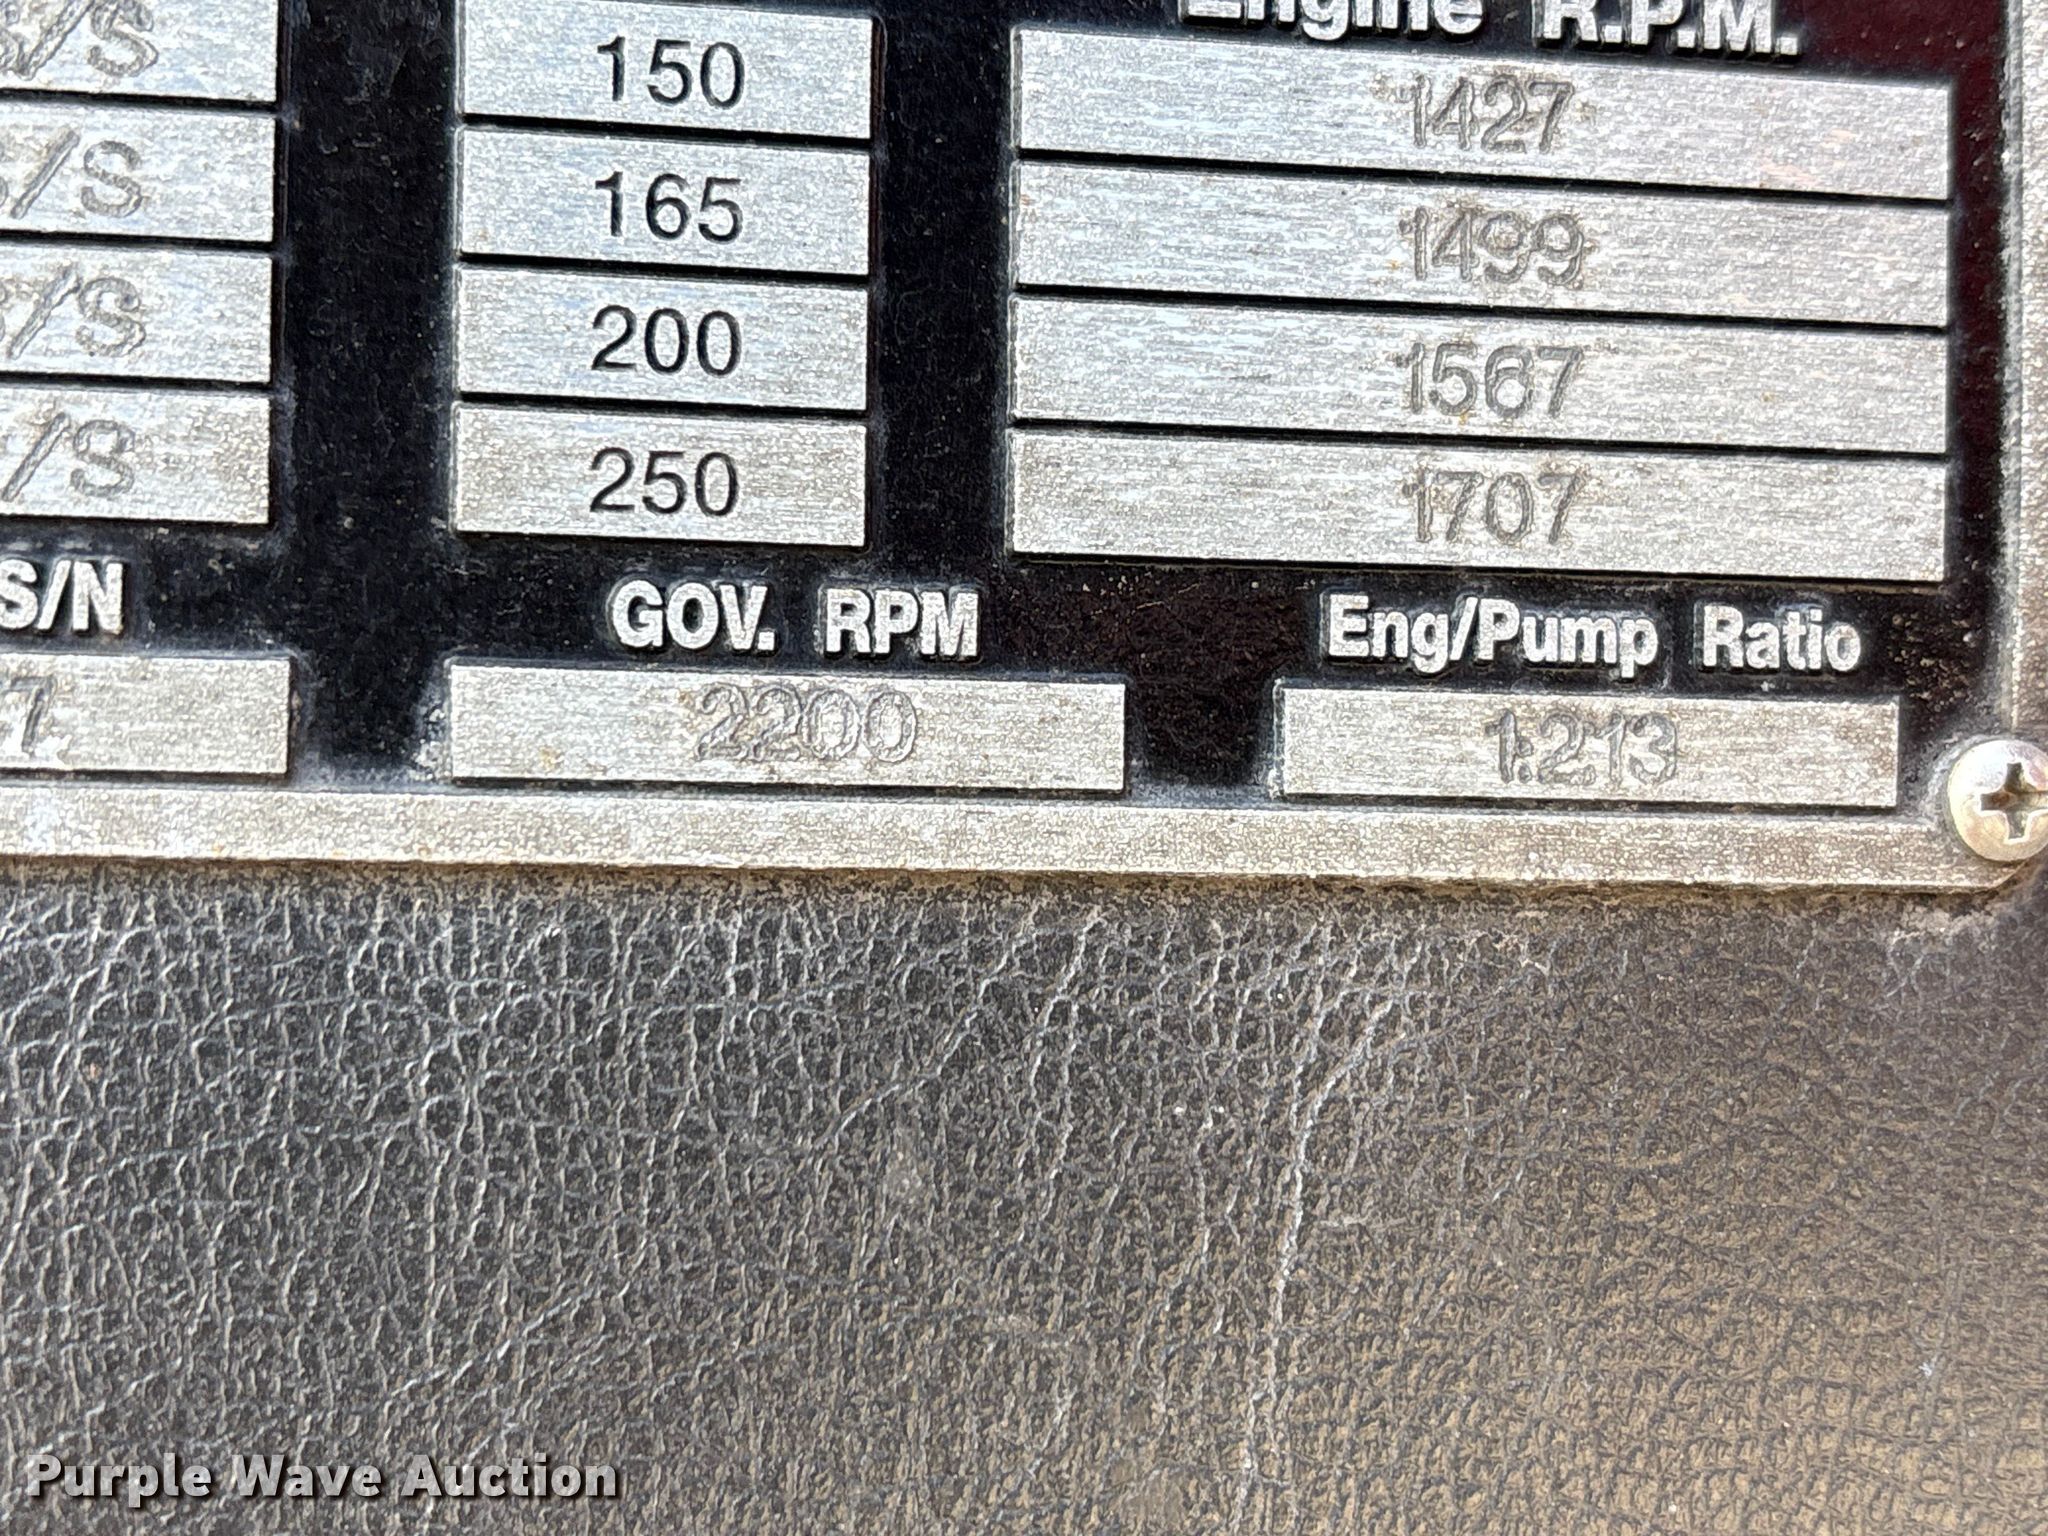 /S 150 Engine R.P.M. 1427
/S 165 1499
/S 200 1567
/S 250 1707
S/N GOV. RPM Eng/Pump Ratio
7 2200 1:2.13
Purple Wave Auction